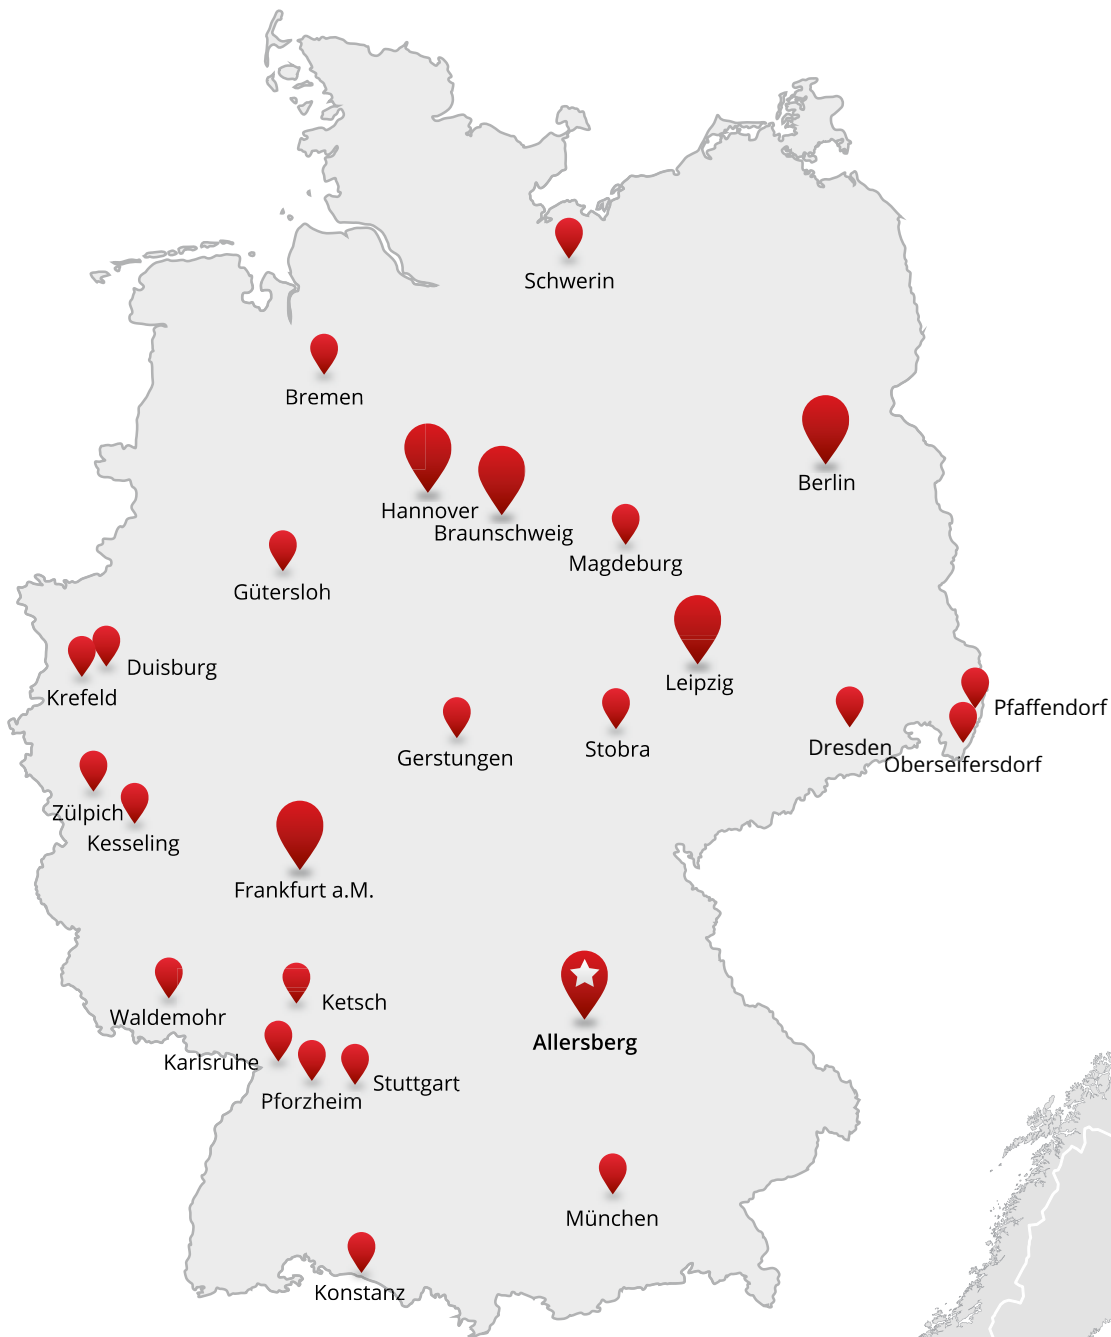 Schwerin
Bremen
Berlin
Hannover
Braunschweig
Magdeburg
Gütersloh
Duisburg
Leipzig
Krefeld
Pfaffendorf
Dresden
Stobra
Gerstungen
Oberseifersdorf
Zülpich
Kesseling
Frankfurt a.M.
Ketsch
Waldemohr
Allersberg
Karlsruhe
Stuttgart
Pforzheim
München
Konstanz